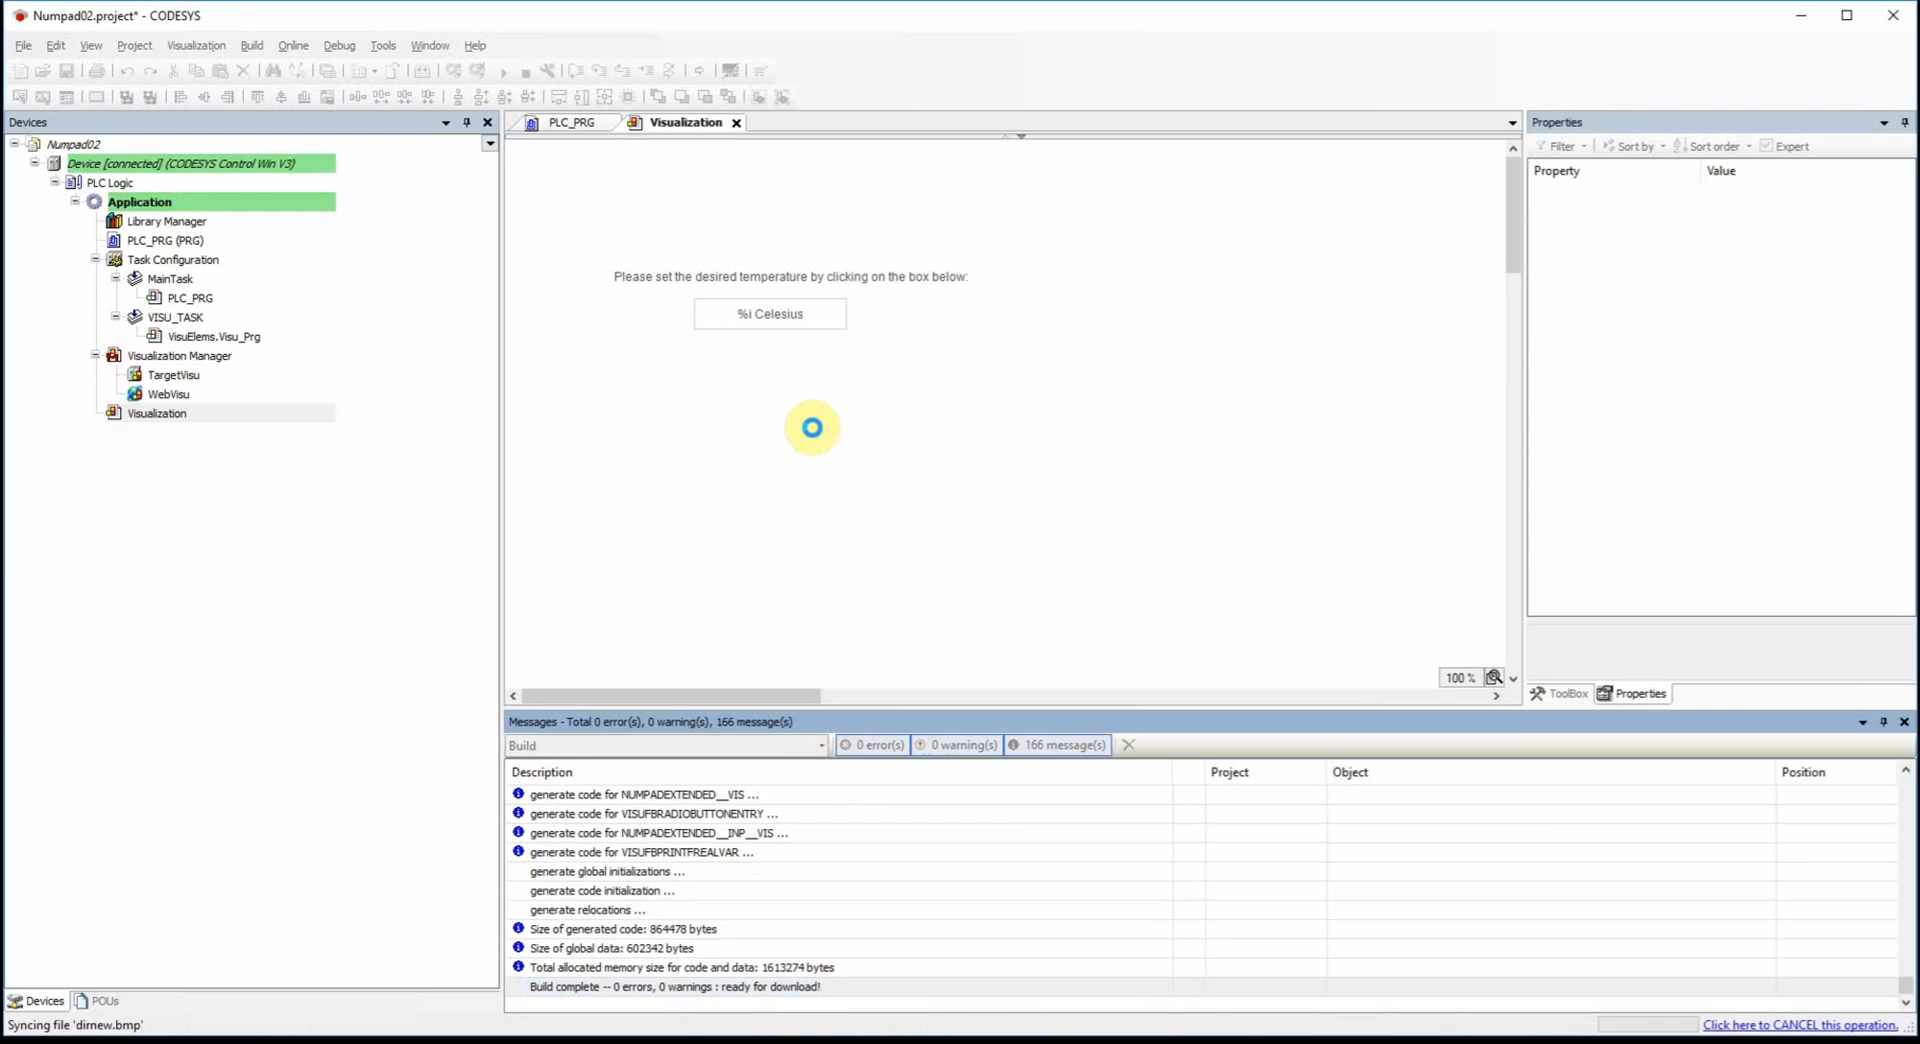 Numpad02.project* - CODESYS
File Edit View Project Visualization Build Online Debug Tools Window Help
Devices
Numpad02
Device [connected] (CODESYS Control Win V3)
PLC Logic
Application
Library Manager
PLC_PRG (PRG)
Task Configuration
MainTask
PLC_PRG
VISU_TASK
VisuElems.Visu_Prg
Visualization Manager
TargetVisu
WebVisu
Visualization
Devices POUs
PLC_PRG Visualization
Please set the desired temperature by clicking on the box below:
%i Celesius
100 %
Properties
Filter Sort by Sort order Expert
Property Value
ToolBox Properties
Messages - Total 0 error(s), 0 warning(s), 166 message(s)
Build 0 error(s) 0 warning(s) 166 message(s)
Description Project Object Position
generate code for NUMPADEXTENDED__VIS ...
generate code for VISUFBRADIOBUTTONENTRY ...
generate code for NUMPADEXTENDED__INP__VIS ...
generate code for VISUFBPRINTFREALVAR ...
generate global initializations ...
generate code initialization ...
generate relocations ...
Size of generated code: 864478 bytes
Size of global data: 602342 bytes
Total allocated memory size for code and data: 1613274 bytes
Build complete -- 0 errors, 0 warnings : ready for download!
Syncing file 'dirnew.bmp'
Click here to CANCEL this operation.